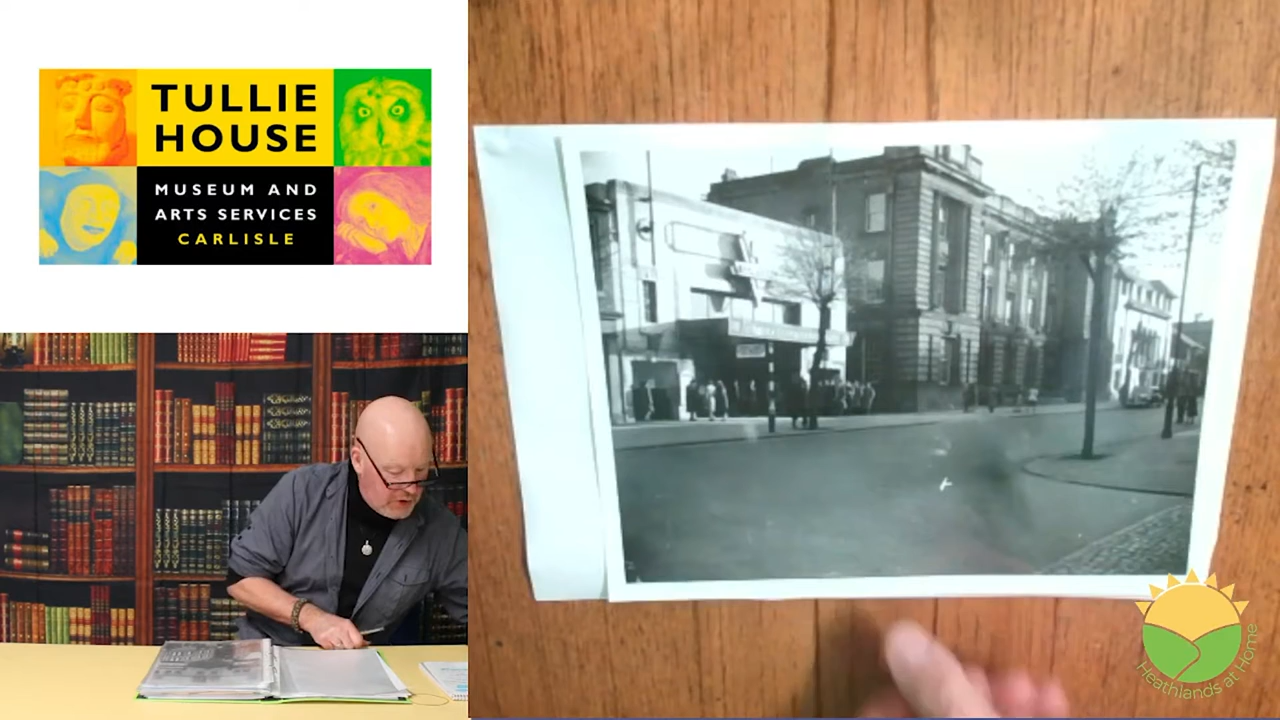 TULLIE
HOUSE
MUSEUM AND
ARTS SERVICES
CARLISLE
Heathlands at Home